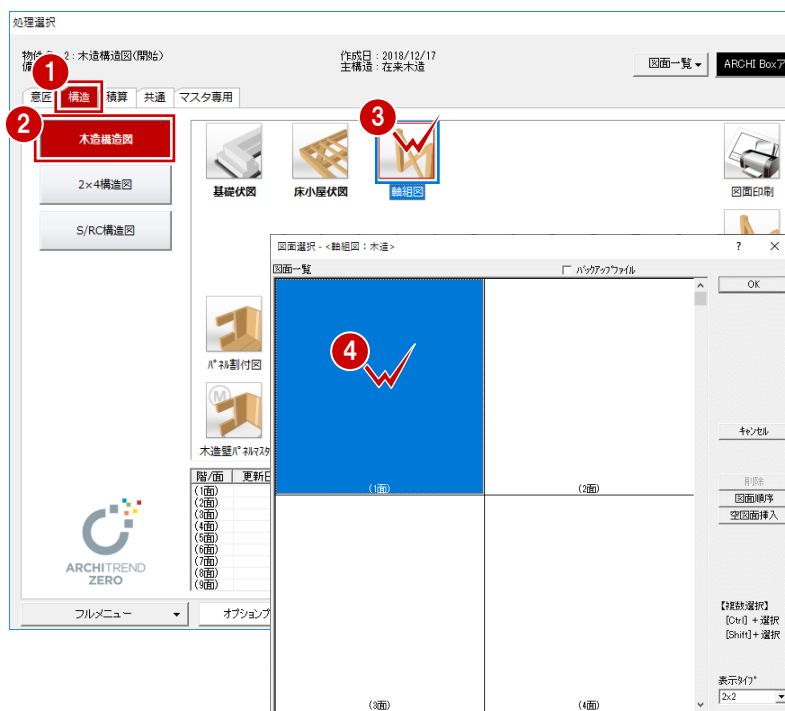 処理選択
2 : 木造構造図(開始)
作成日 : 2018/12/17
主構造 : 在来木造
図面一覧
ARCHI Boxア
1
意匠 構造 積算 共通 マスタ専用
2
木造構造図
2×4構造図
S/RC構造図
3
基礎伏図
床小屋伏図
軸組図
図面印刷
パネル割付図
M
木造壁パネルマスタ
階/面 更新日
(1面)
(2面)
(3面)
(4面)
(5面)
(6面)
(7面)
(8面)
(9面)
ARCHITREND
ZERO
フルメニュー
オプションプ
図面選択 - <軸組図 : 木造>
? ×
図面一覧
バックアップファイル
4
(1面)
(2面)
(3面)
(4面)
OK
キャンセル
削除
図面順序
空図面挿入
【複数選択】
[Ctrl] + 選択
[Shift] + 選択
表示タイプ
2x2